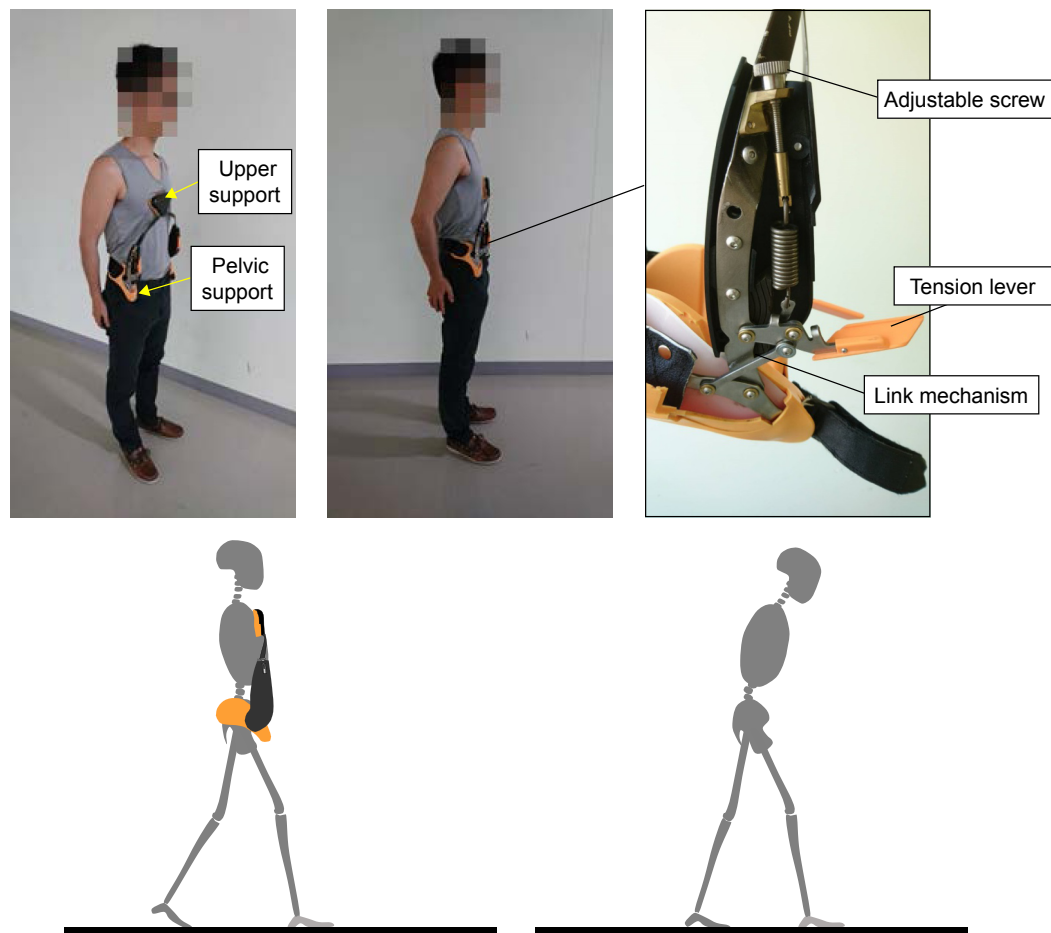 Upper
support
Pelvic
support
Adjustable screw
Tension lever
Link mechanism